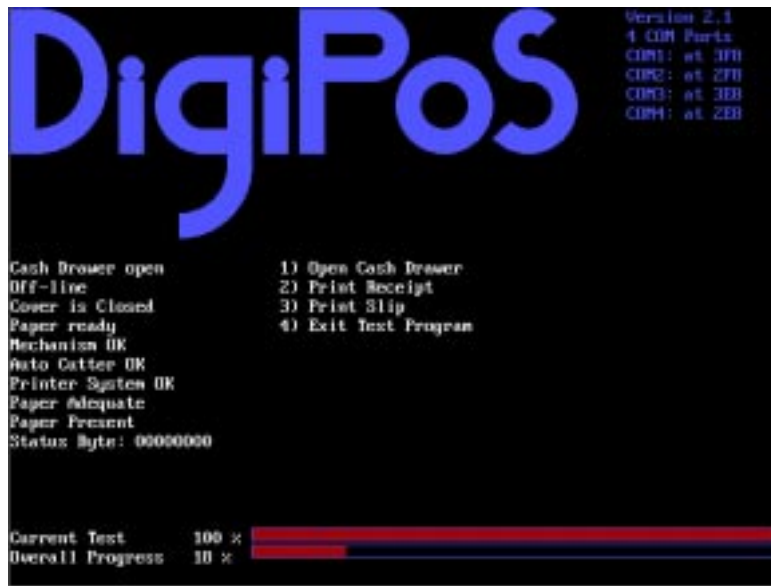 DigiPoS
Version 2.1
4 COM Ports
COM1: at 3F8
COM2: at 2F8
COM3: at 3E8
COM4: at 2E8
Cash Drawer open
Off-line
Cover is Closed
Paper ready
Mechanism OK
Auto Cutter OK
Printer System OK
Paper Adequate
Paper Present
Status Byte: 00000000
1) Open Cash Drawer
2) Print Receipt
3) Print Slip
4) Exit Test Program
Current Test 100 %
Overall Progress 18 %